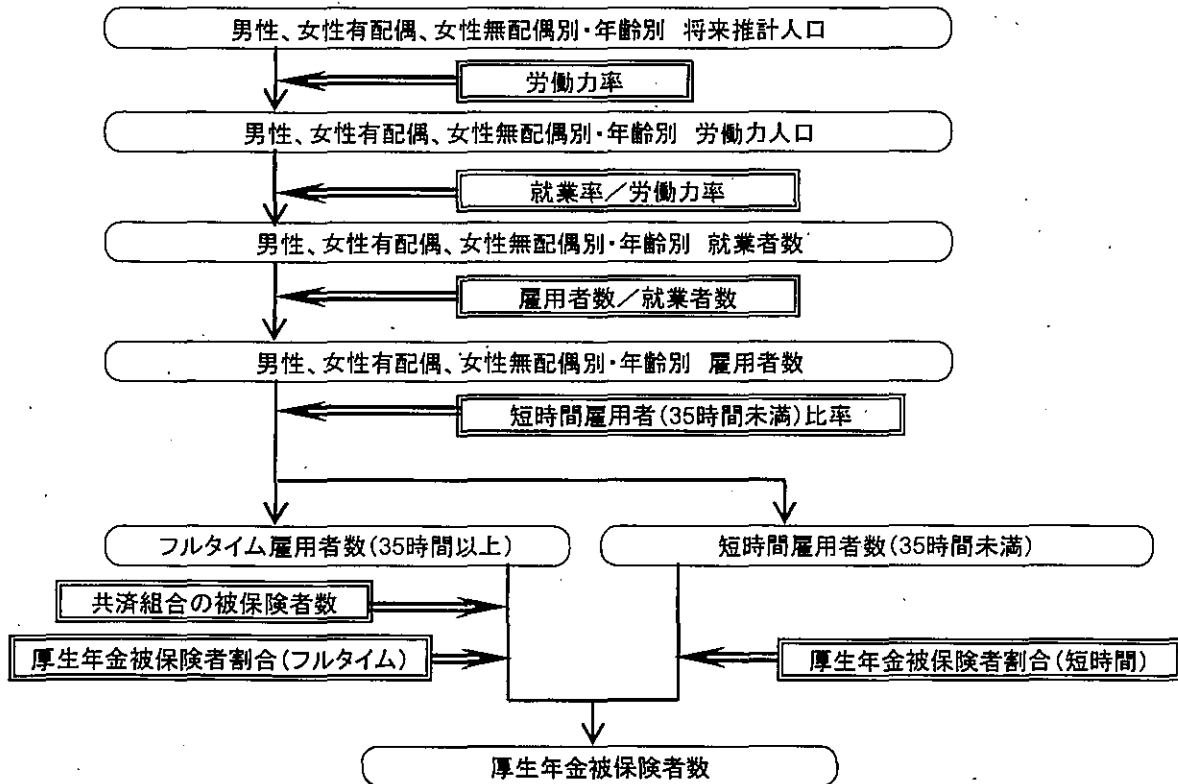 男性、女性有配偶、女性無配偶別・年齢別 将来推計人口
労働力率
男性、女性有配偶、女性無配偶別・年齢別 労働力人口
就業率／労働力率
男性、女性有配偶、女性無配偶別・年齢別 就業者数
雇用者数／就業者数
男性、女性有配偶、女性無配偶別・年齢別 雇用者数
短時間雇用者(35時間未満)比率
フルタイム雇用者数(35時間以上)
短時間雇用者数(35時間未満)
共済組合の被保険者数
厚生年金被保険者割合(フルタイム)
厚生年金被保険者割合(短時間)
厚生年金被保険者数